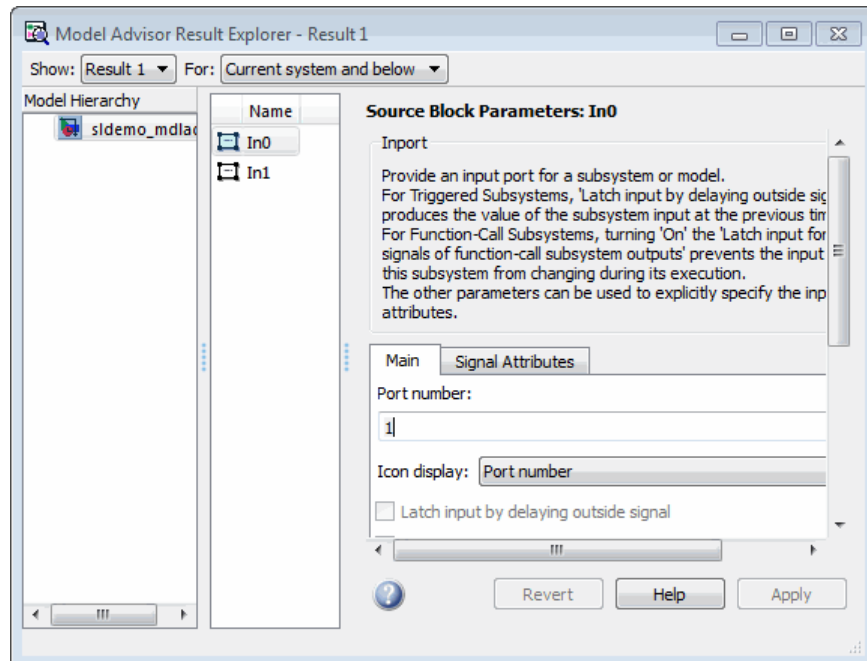 Model Advisor Result Explorer - Result 1
Show: Result 1 For: Current system and below
Model Hierarchy
sldemo_mdlad
Name
In0
In1
Source Block Parameters: In0
Inport
Provide an input port for a subsystem or model.
For Triggered Subsystems, 'Latch input by delaying outside sig
produces the value of the subsystem input at the previous tim
For Function-Call Subsystems, turning 'On' the 'Latch input for
signals of function-call subsystem outputs' prevents the input
this subsystem from changing during its execution.
The other parameters can be used to explicitly specify the inp
attributes.
Main Signal Attributes
Port number:
1
Icon display: Port number
Latch input by delaying outside signal
Revert Help Apply